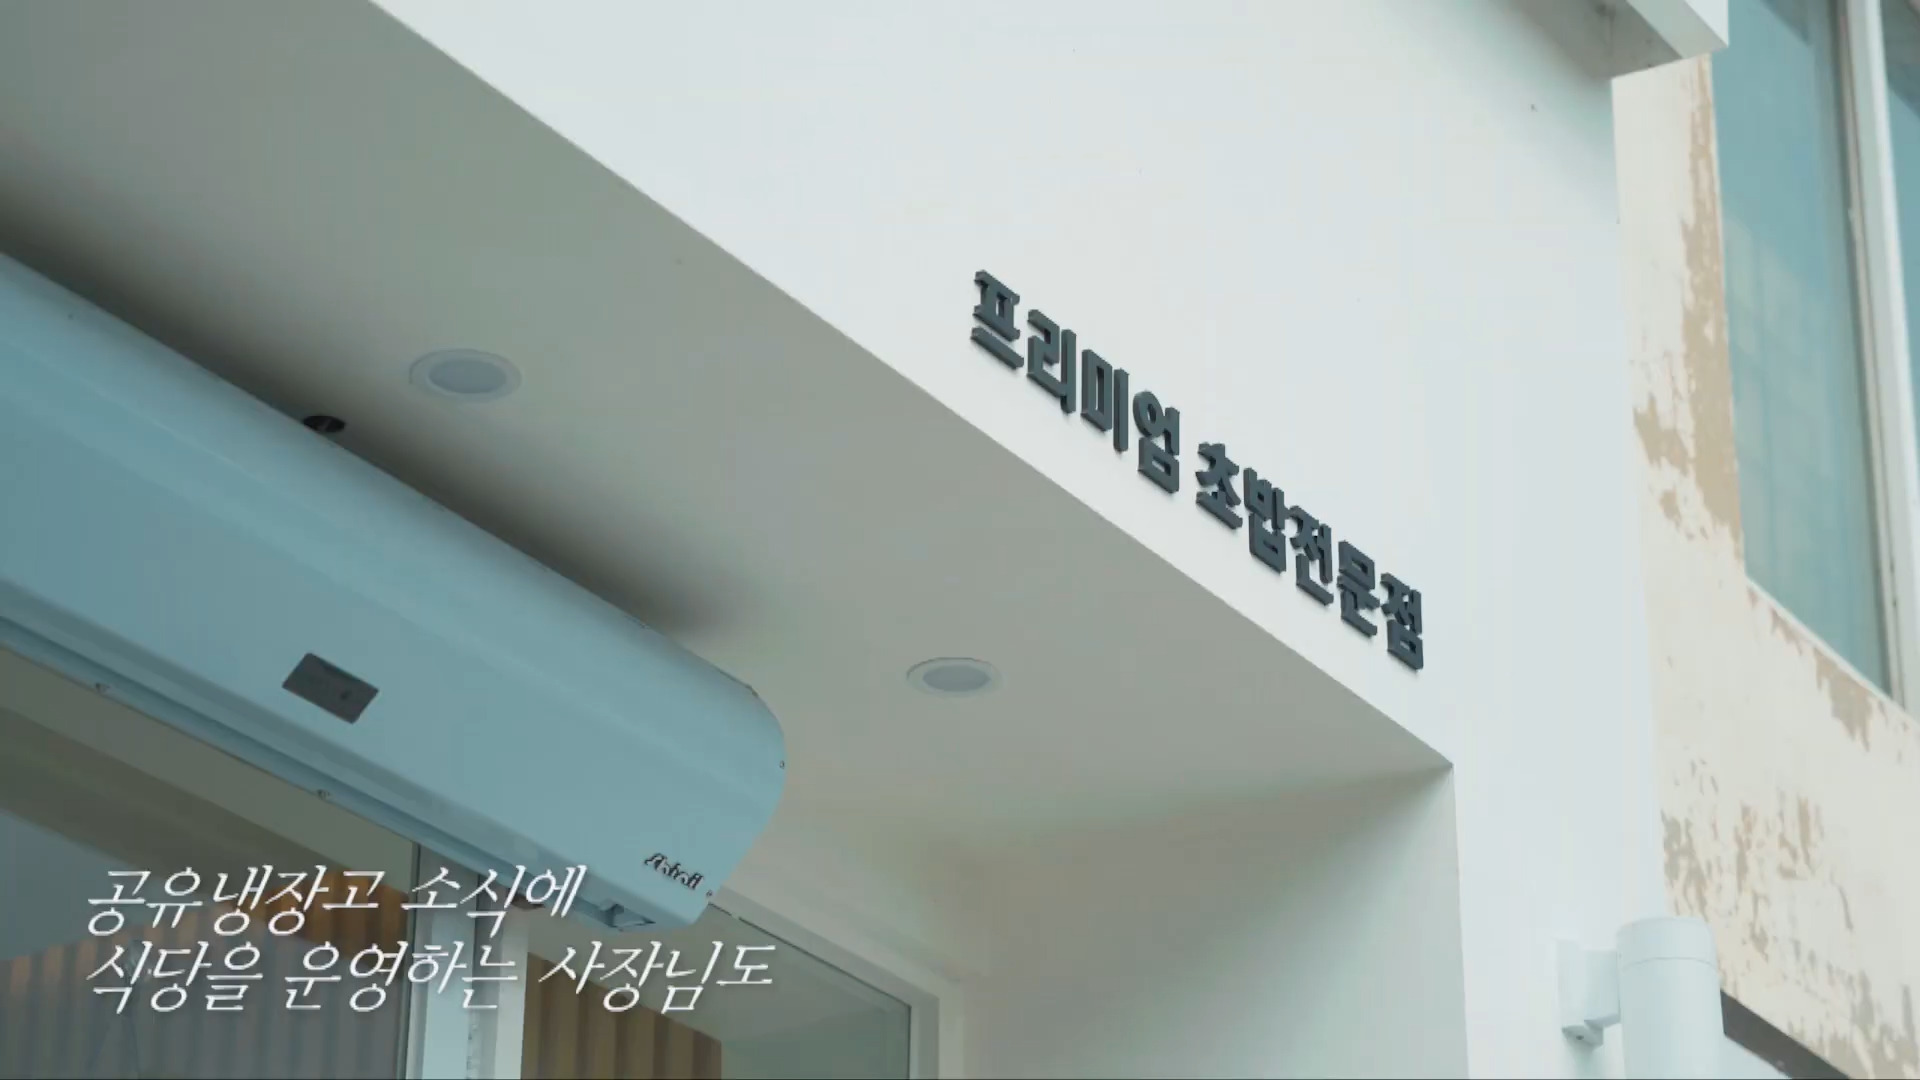 프리미엄 초밥전문점
공유냉장고 소식에
식당을 운영하는 사장님도